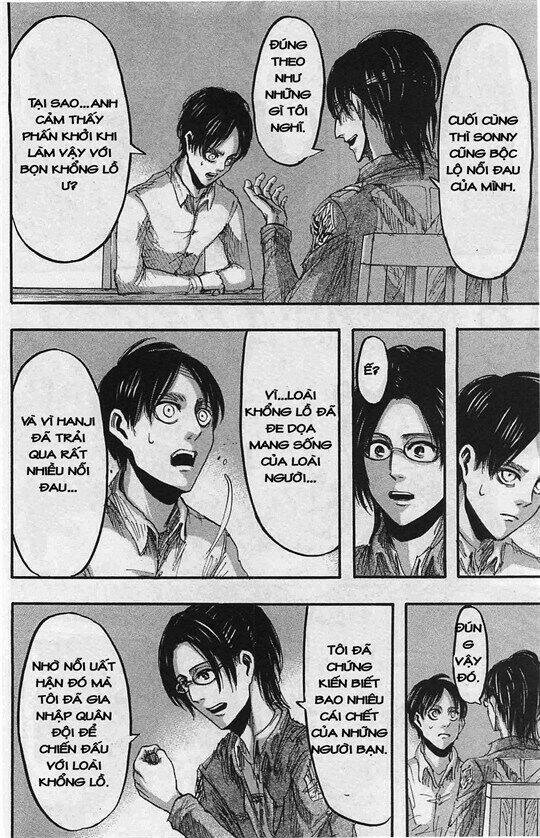 CUỐI CÙNG
THÌ SONNY
CŨNG BỘC
LỘ NỖI ĐAU
CỦA MÌNH.
ĐÚNG
THEO
NHƯ
NHỮNG
GÌ TÔI
NGHĨ.
TẠI SAO...ANH
CẢM THẤY
PHẤN KHỞI KHI
LÀM VẬY VỚI
BỌN KHỔNG LỒ
Ư?
Ế?
VÌ...LOÀI
KHỔNG LỒ ĐÃ
ĐE DỌA
MANG SỐNG
CỦA LOÀI
NGƯỜI...
VÀ VÌ HANJI
ĐÃ TRẢI
QUA RẤT
NHIỀU NỖI
ĐAU...
ĐÚN
G
VẬY
ĐÓ.
TÔI ĐÃ
CHỨNG
KIẾN BIẾT
BAO NHIÊU
CÁI CHẾT
CỦA NHỮNG
NGƯỜI BẠN.
NHỜ NỖI UẤT
HẬN ĐÓ MÀ
TÔI ĐÃ GIA
NHẬP QUÂN
ĐỘI ĐỂ
CHIẾN ĐẤU
VỚI LOÀI
KHỔNG LỒ.